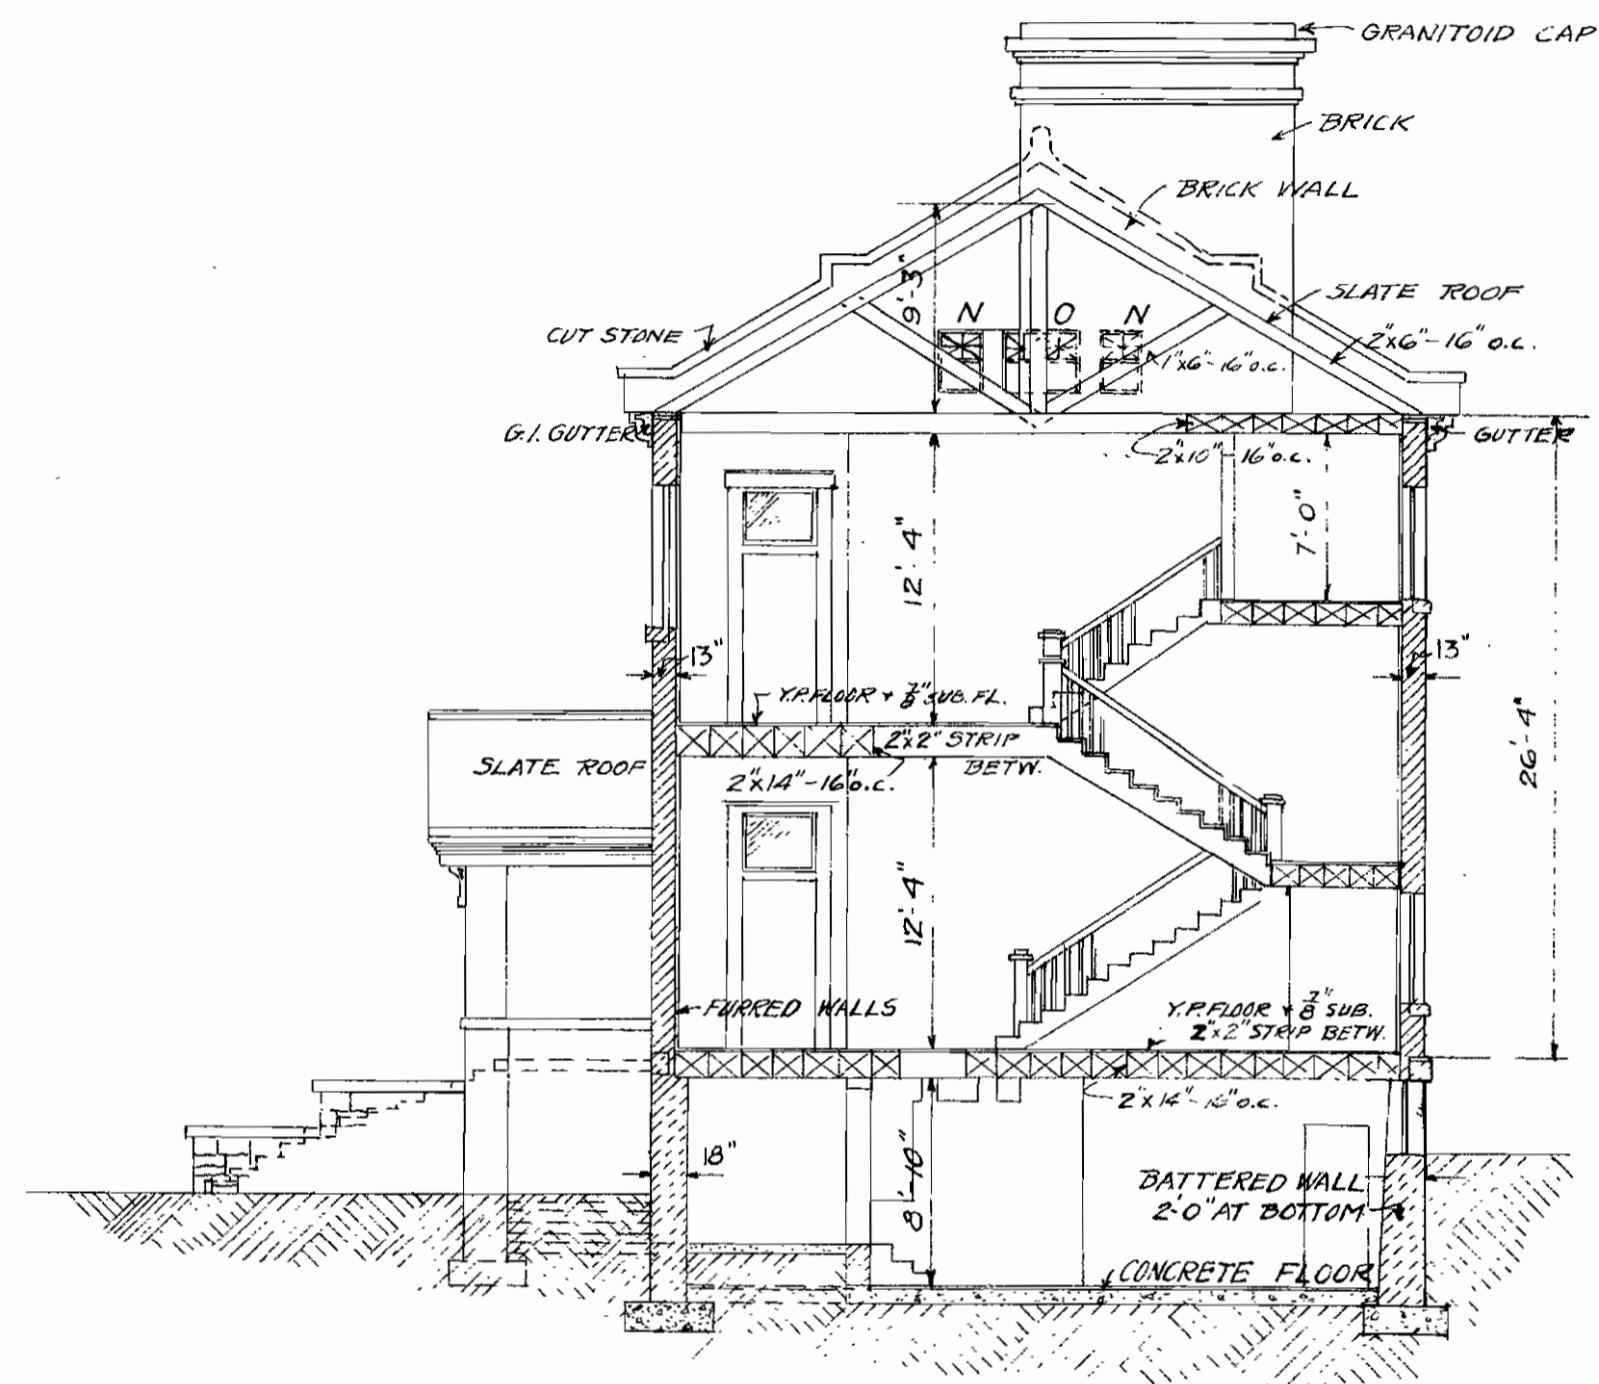 GRANITOID CAP
BRICK
BRICK WALL
9'-3"
SLATE ROOF
N O N
CUT STONE
2"x6"-16" o.c.
1"x6"-16" o.c.
G.I. GUTTER
GUTTER
2"x10"-16" o.c.
12'-4"
7'-0"
13"
13"
Y.P. FLOOR + 7/8" SUB. FL.
2"x2" STRIP
BETW.
SLATE ROOF
2"x14"-16" o.c.
26'-4"
12'-4"
FURRED WALLS
Y.P. FLOOR + 7/8" SUB.
2"x2" STRIP BETW.
2"x14"-16" o.c.
18"
8'-10"
BATTERED WALL
2'-0" AT BOTTOM
CONCRETE FLOOR